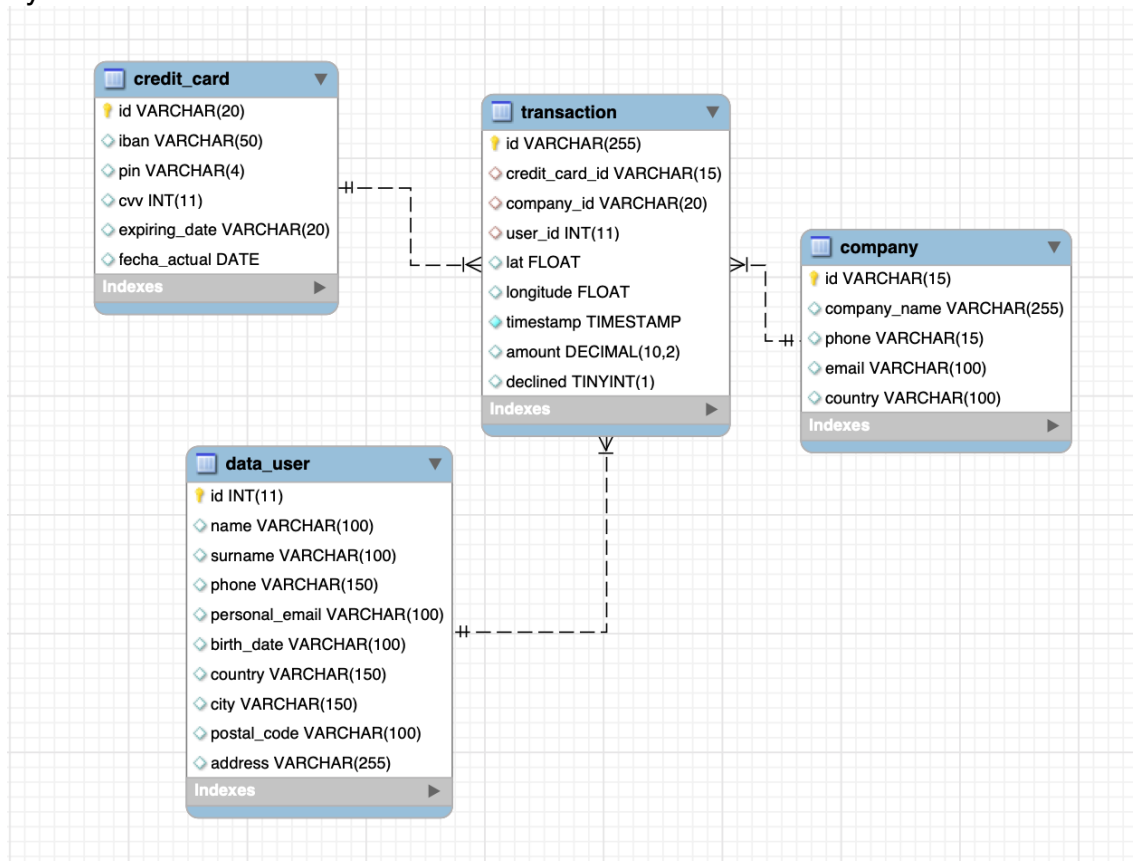 credit_card
id VARCHAR(20)
iban VARCHAR(50)
pin VARCHAR(4)
cvv INT(11)
expiring_date VARCHAR(20)
fecha_actual DATE
Indexes
transaction
id VARCHAR(255)
credit_card_id VARCHAR(15)
company_id VARCHAR(20)
user_id INT(11)
lat FLOAT
longitude FLOAT
timestamp TIMESTAMP
amount DECIMAL(10,2)
declined TINYINT(1)
Indexes
company
id VARCHAR(15)
company_name VARCHAR(255)
phone VARCHAR(15)
email VARCHAR(100)
country VARCHAR(100)
Indexes
data_user
id INT(11)
name VARCHAR(100)
surname VARCHAR(100)
phone VARCHAR(150)
personal_email VARCHAR(100)
birth_date VARCHAR(100)
country VARCHAR(150)
city VARCHAR(150)
postal_code VARCHAR(100)
address VARCHAR(255)
Indexes